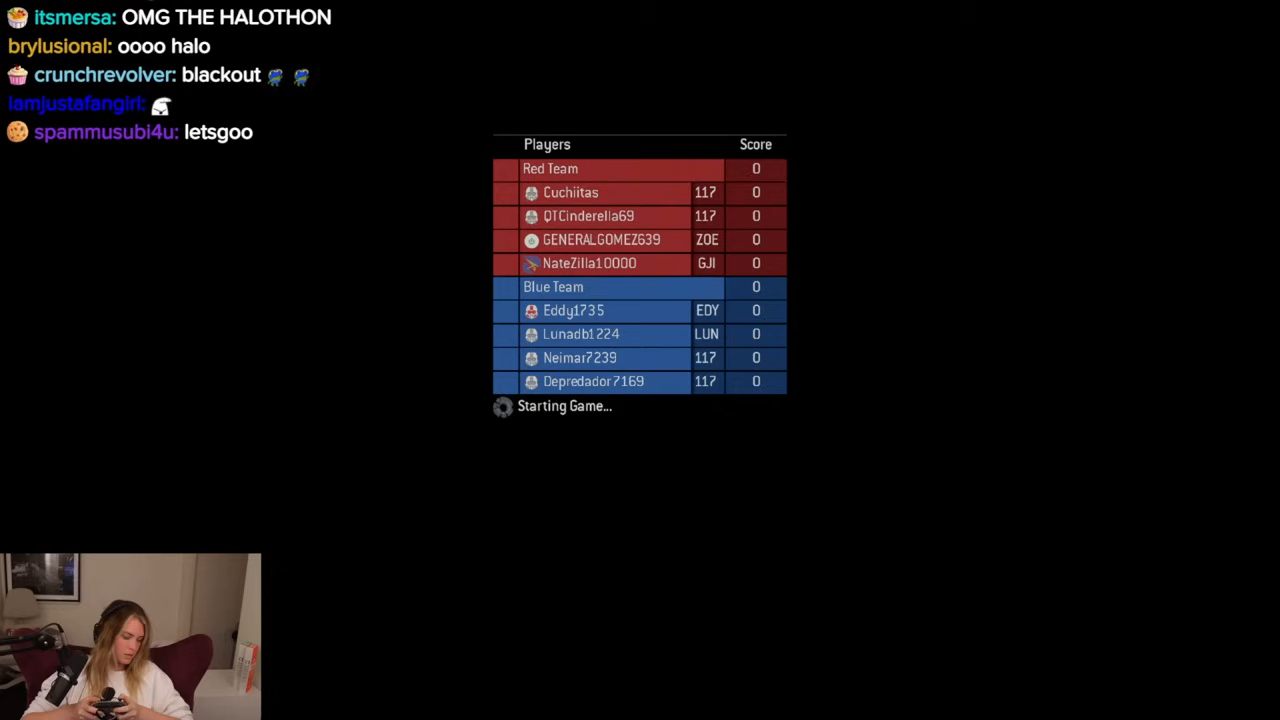 itsmersa: OMG THE HALOTHON
brylusional: oooo halo
crunchrevolver: blackout
iamjustafangirl:
spammusubi4u: letsgoo
Players Score
Red Team 0
Cuchiitas 117 0
QTCinderella69 117 0
GENERALGOMEZ639 ZOE 0
NateZilla10000 GJI 0
Blue Team 0
Eddy1735 EDY 0
Lunadb1224 LUN 0
Neimar7239 117 0
Depredador7169 117 0
Starting Game...